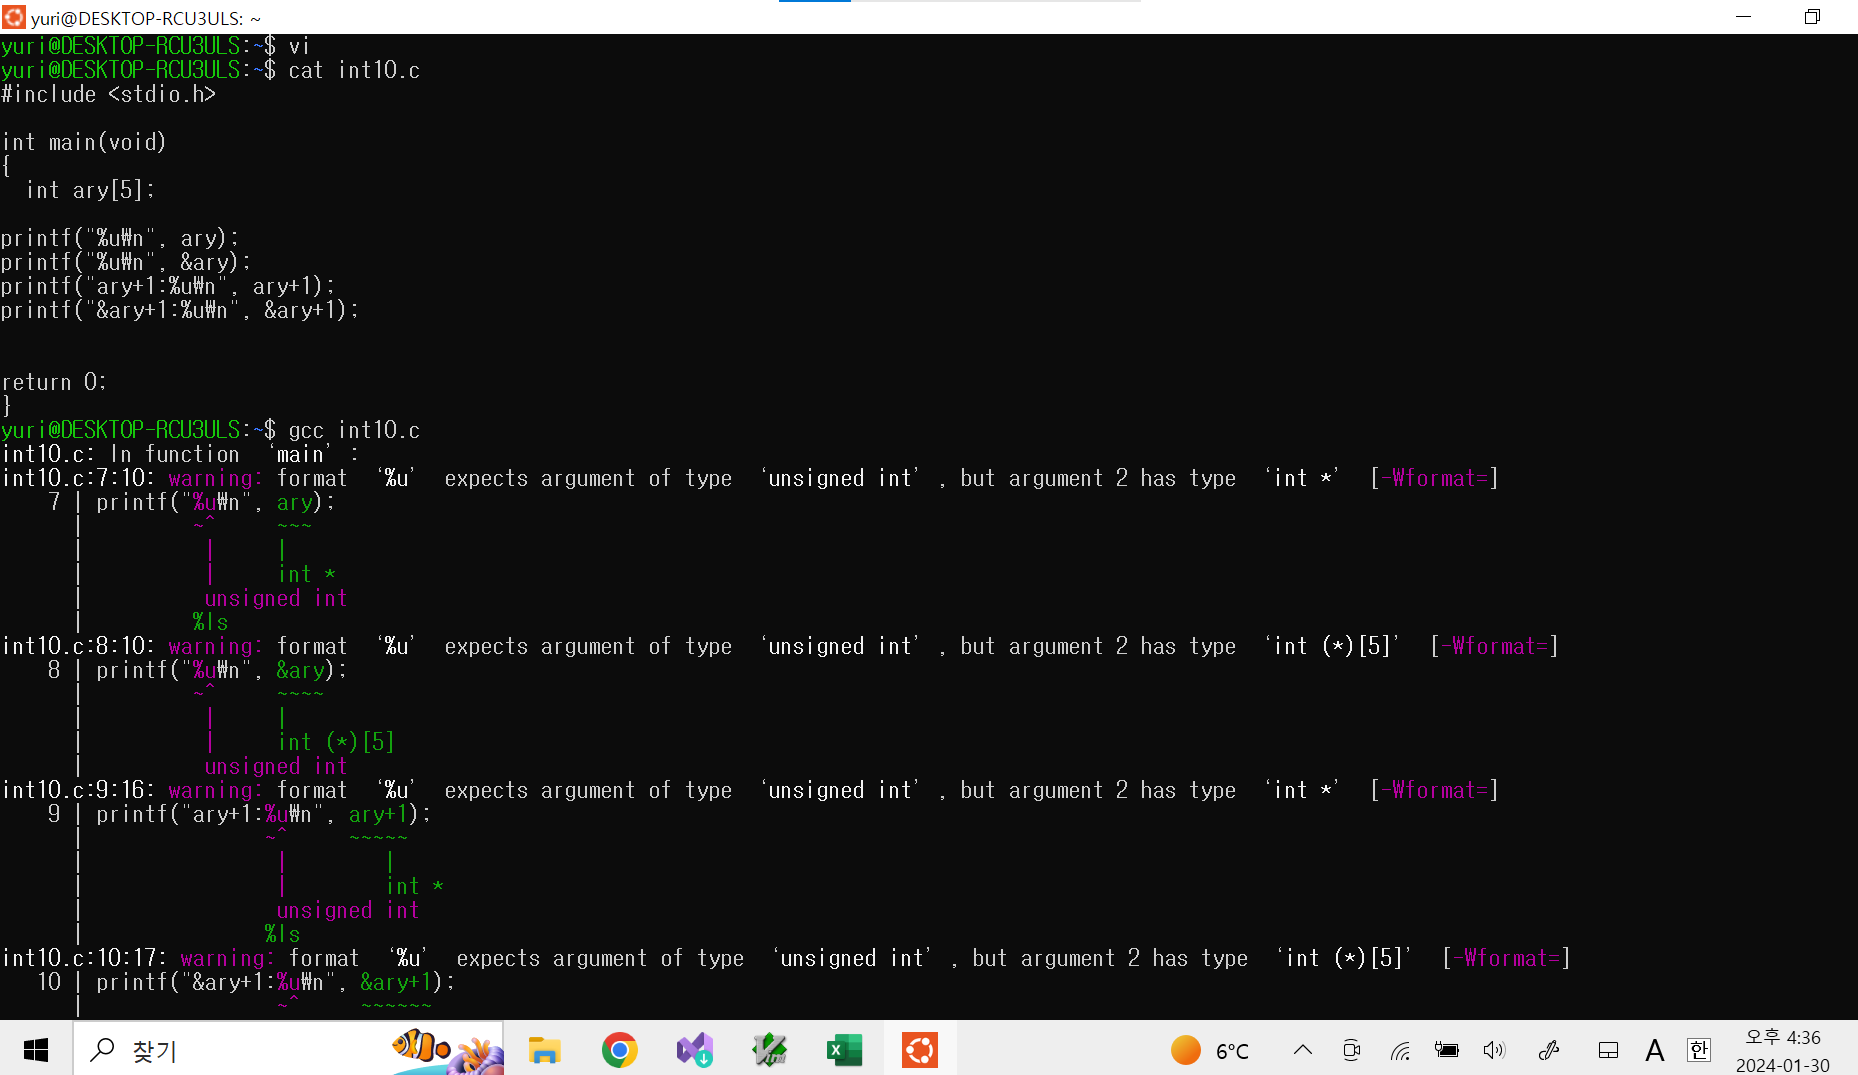 yuri@DESKTOP-RCU3ULS: ~
yuri@DESKTOP-RCU3ULS:~$ vi
yuri@DESKTOP-RCU3ULS:~$ cat int10.c
#include <stdio.h>
int main(void)
{
int ary[5];
printf("%u₩n", ary);
printf("%u₩n", &ary);
printf("ary+1:%u₩n", ary+1);
printf("&ary+1:%u₩n", &ary+1);
return 0;
}
yuri@DESKTOP-RCU3ULS:~$ gcc int10.c
int10.c: In function ‘main’:
int10.c:7:10: warning: format ‘%u’ expects argument of type ‘unsigned int’, but argument 2 has type ‘int *’ [-Wformat=]
7 | printf("%u₩n", ary);
| ~^ ~~~
| | |
| | int *
| unsigned int
| %ls
int10.c:8:10: warning: format ‘%u’ expects argument of type ‘unsigned int’, but argument 2 has type ‘int (*)[5]’ [-Wformat=]
8 | printf("%u₩n", &ary);
| ~^ ~~~~
| | |
| | int (*)[5]
| unsigned int
int10.c:9:16: warning: format ‘%u’ expects argument of type ‘unsigned int’, but argument 2 has type ‘int *’ [-Wformat=]
9 | printf("ary+1:%u₩n", ary+1);
| ~^ ~~~~~
| | |
| | int *
| unsigned int
| %ls
int10.c:10:17: warning: format ‘%u’ expects argument of type ‘unsigned int’, but argument 2 has type ‘int (*)[5]’ [-Wformat=]
10 | printf("&ary+1:%u₩n", &ary+1);
| ~^ ~~~~~~
찾기
6°C
A
한
오후 4:36
2024-01-30